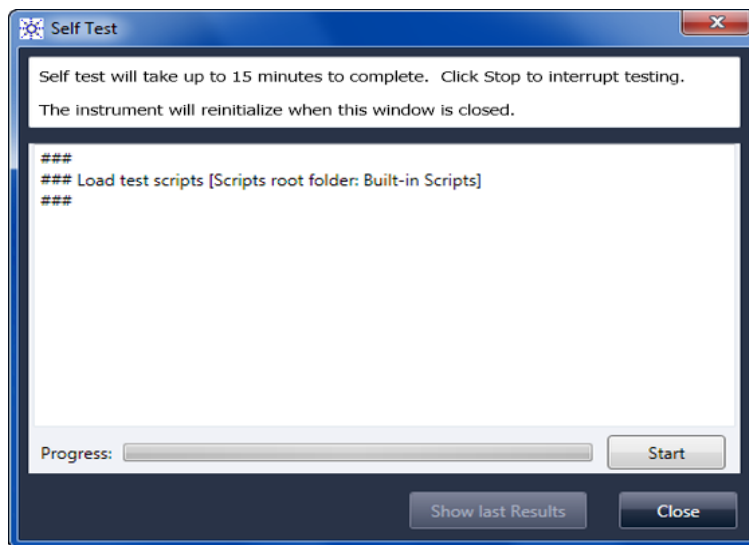 Self Test
Self test will take up to 15 minutes to complete.  Click Stop to interrupt testing.
The instrument will reinitialize when this window is closed.
###
### Load test scripts [Scripts root folder: Built-in Scripts]
###
Progress:
Start
Show last Results
Close